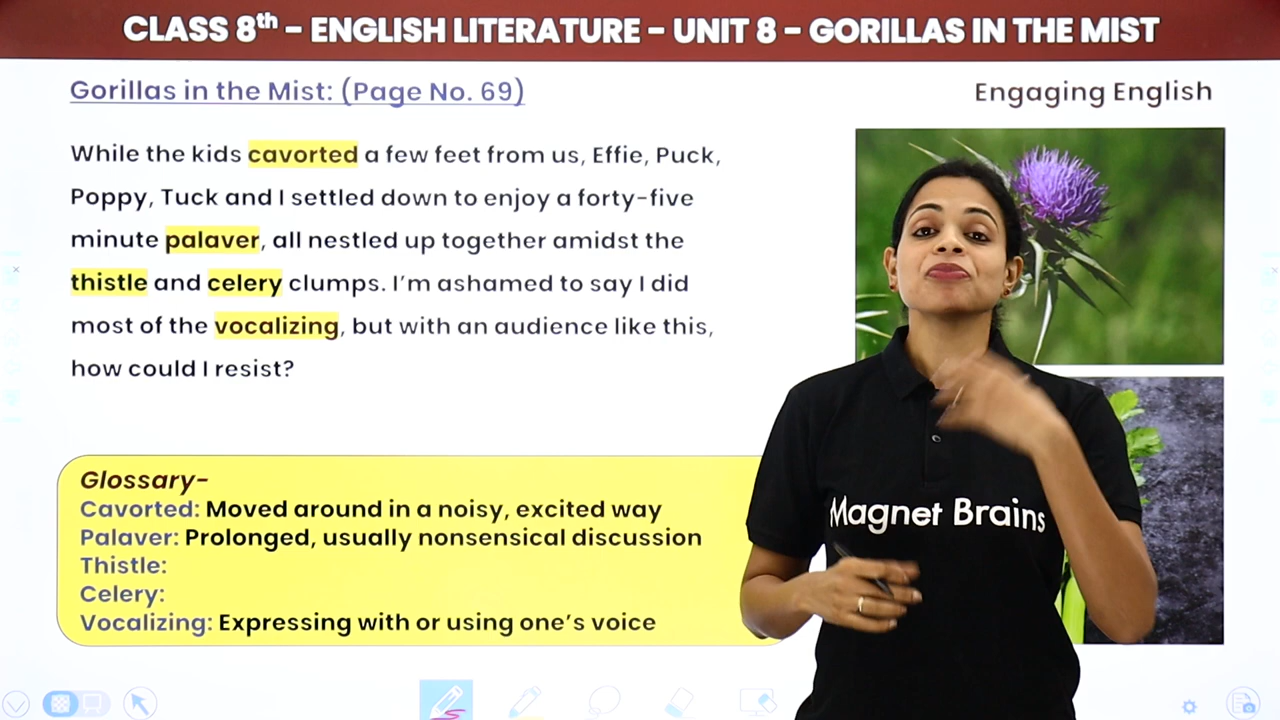 CLASS 8th – ENGLISH LITERATURE – UNIT 8 – GORILLAS IN THE MIST
Gorillas in the Mist: (Page No. 69)
Engaging English
While the kids cavorted a few feet from us, Effie, Puck,
Poppy, Tuck and I settled down to enjoy a forty-five
minute palaver, all nestled up together amidst the
thistle and celery clumps. I'm ashamed to say I did
most of the vocalizing, but with an audience like this,
how could I resist?
Glossary-
Cavorted: Moved around in a noisy, excited way
Palaver: Prolonged, usually nonsensical discussion
Thistle:
Celery:
Vocalizing: Expressing with or using one's voice
Magnet Brains